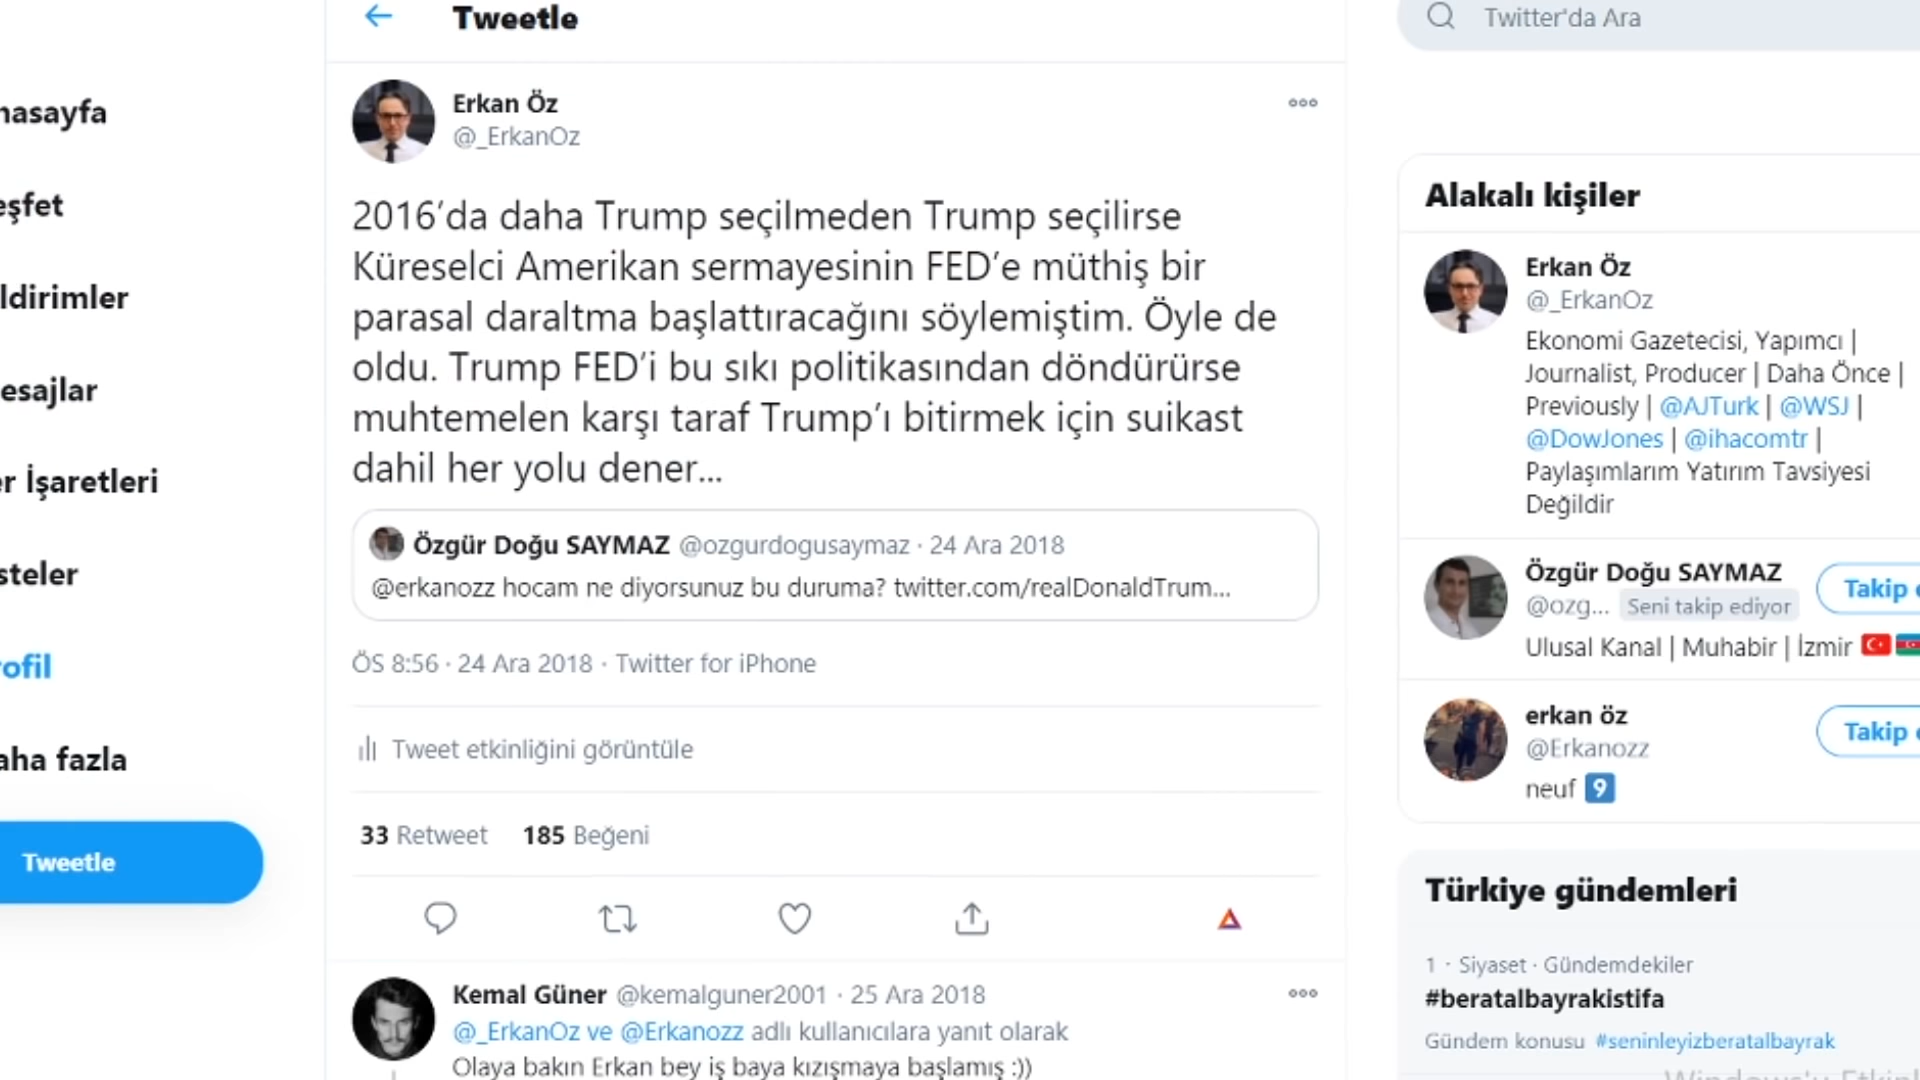 Tweetle
Twitter'da Ara
nasayfa
eşfet
ldirimler
esajlar
er İşaretleri
steler
rofil
aha fazla
Tweetle
Erkan Öz
@_ErkanOz
2016’da daha Trump seçilmeden Trump seçilirse
Küreselci Amerikan sermayesinin FED’e müthiş bir
parasal daraltma başlattıracağını söylemiştim. Öyle de
oldu. Trump FED’i bu sıkı politikasından döndürürse
muhtemelen karşı taraf Trump’ı bitirmek için suikast
dahil her yolu dener...
Özgür Doğu SAYMAZ @ozgurdogusaymaz · 24 Ara 2018
@erkanozz hocam ne diyorsunuz bu duruma? twitter.com/realDonaldTrum...
ÖS 8:56 · 24 Ara 2018 · Twitter for iPhone
Tweet etkinliğini görüntüle
33 Retweet 185 Beğeni
Kemal Güner @kemalguner2001 · 25 Ara 2018
@_ErkanOz ve @Erkanozz adlı kullanıcılara yanıt olarak
Olaya bakın Erkan bey iş baya kızışmaya başlamış :))
Alakalı kişiler
Erkan Öz
@_ErkanOz
Ekonomi Gazetecisi, Yapımcı |
Journalist, Producer | Daha Önce |
Previously | @AJTurk | @WSJ |
@DowJones | @ihacomtr |
Paylaşımlarım Yatırım Tavsiyesi
Değildir
Özgür Doğu SAYMAZ
@ozg... Seni takip ediyor
Takip e
Ulusal Kanal | Muhabir | İzmir
erkan öz
@Erkanozz
Takip e
neuf 9
Türkiye gündemleri
1 · Siyaset · Gündemdekiler
#beratalbayrakistifa
Gündem konusu #seninleyizberatalbayrak